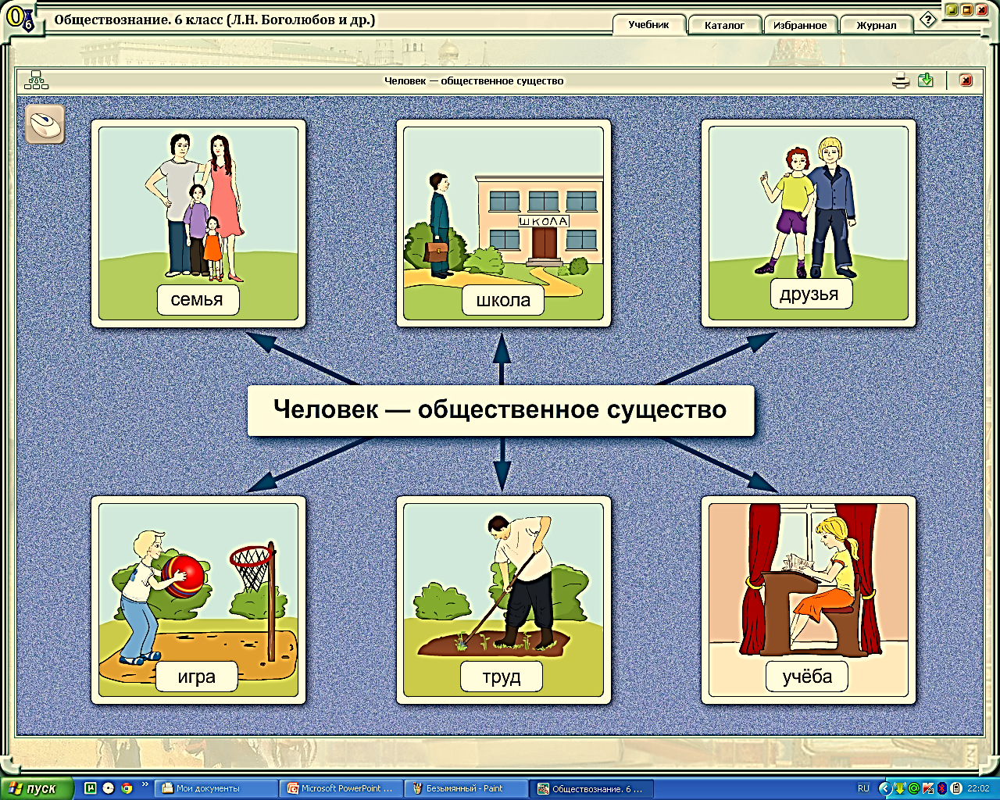 Обществознание. 6 класс (Л.Н. Боголюбов и др.)
Учебник
Каталог
Избранное
Журнал
?
Человек — общественное существо
семья
ШКОЛА
школа
друзья
Человек — общественное существо
игра
труд
учёба
пуск
»
Мои документы
Microsoft PowerPoint ...
Безымянный - Paint
Обществознание. 6 ...
RU
22:02